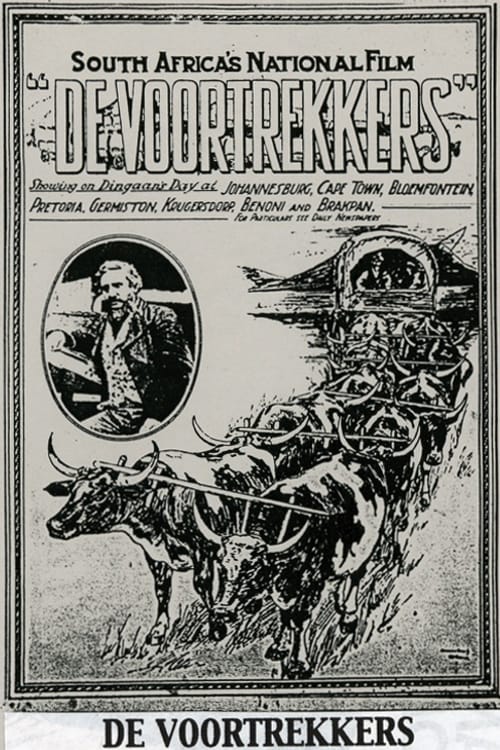 SOUTH AFRICA'S NATIONAL FILM
"DE VOORTREKKERS"
Showing on Dingaan's Day at JOHANNESBURG, CAPE TOWN, BLOEMFONTEIN,
PRETORIA, GERMISTON, KRUGERSDORP, BENONI AND BRAKPAN.
FOR PARTICULARS SEE DAILY NEWSPAPERS
DE VOORTREKKERS